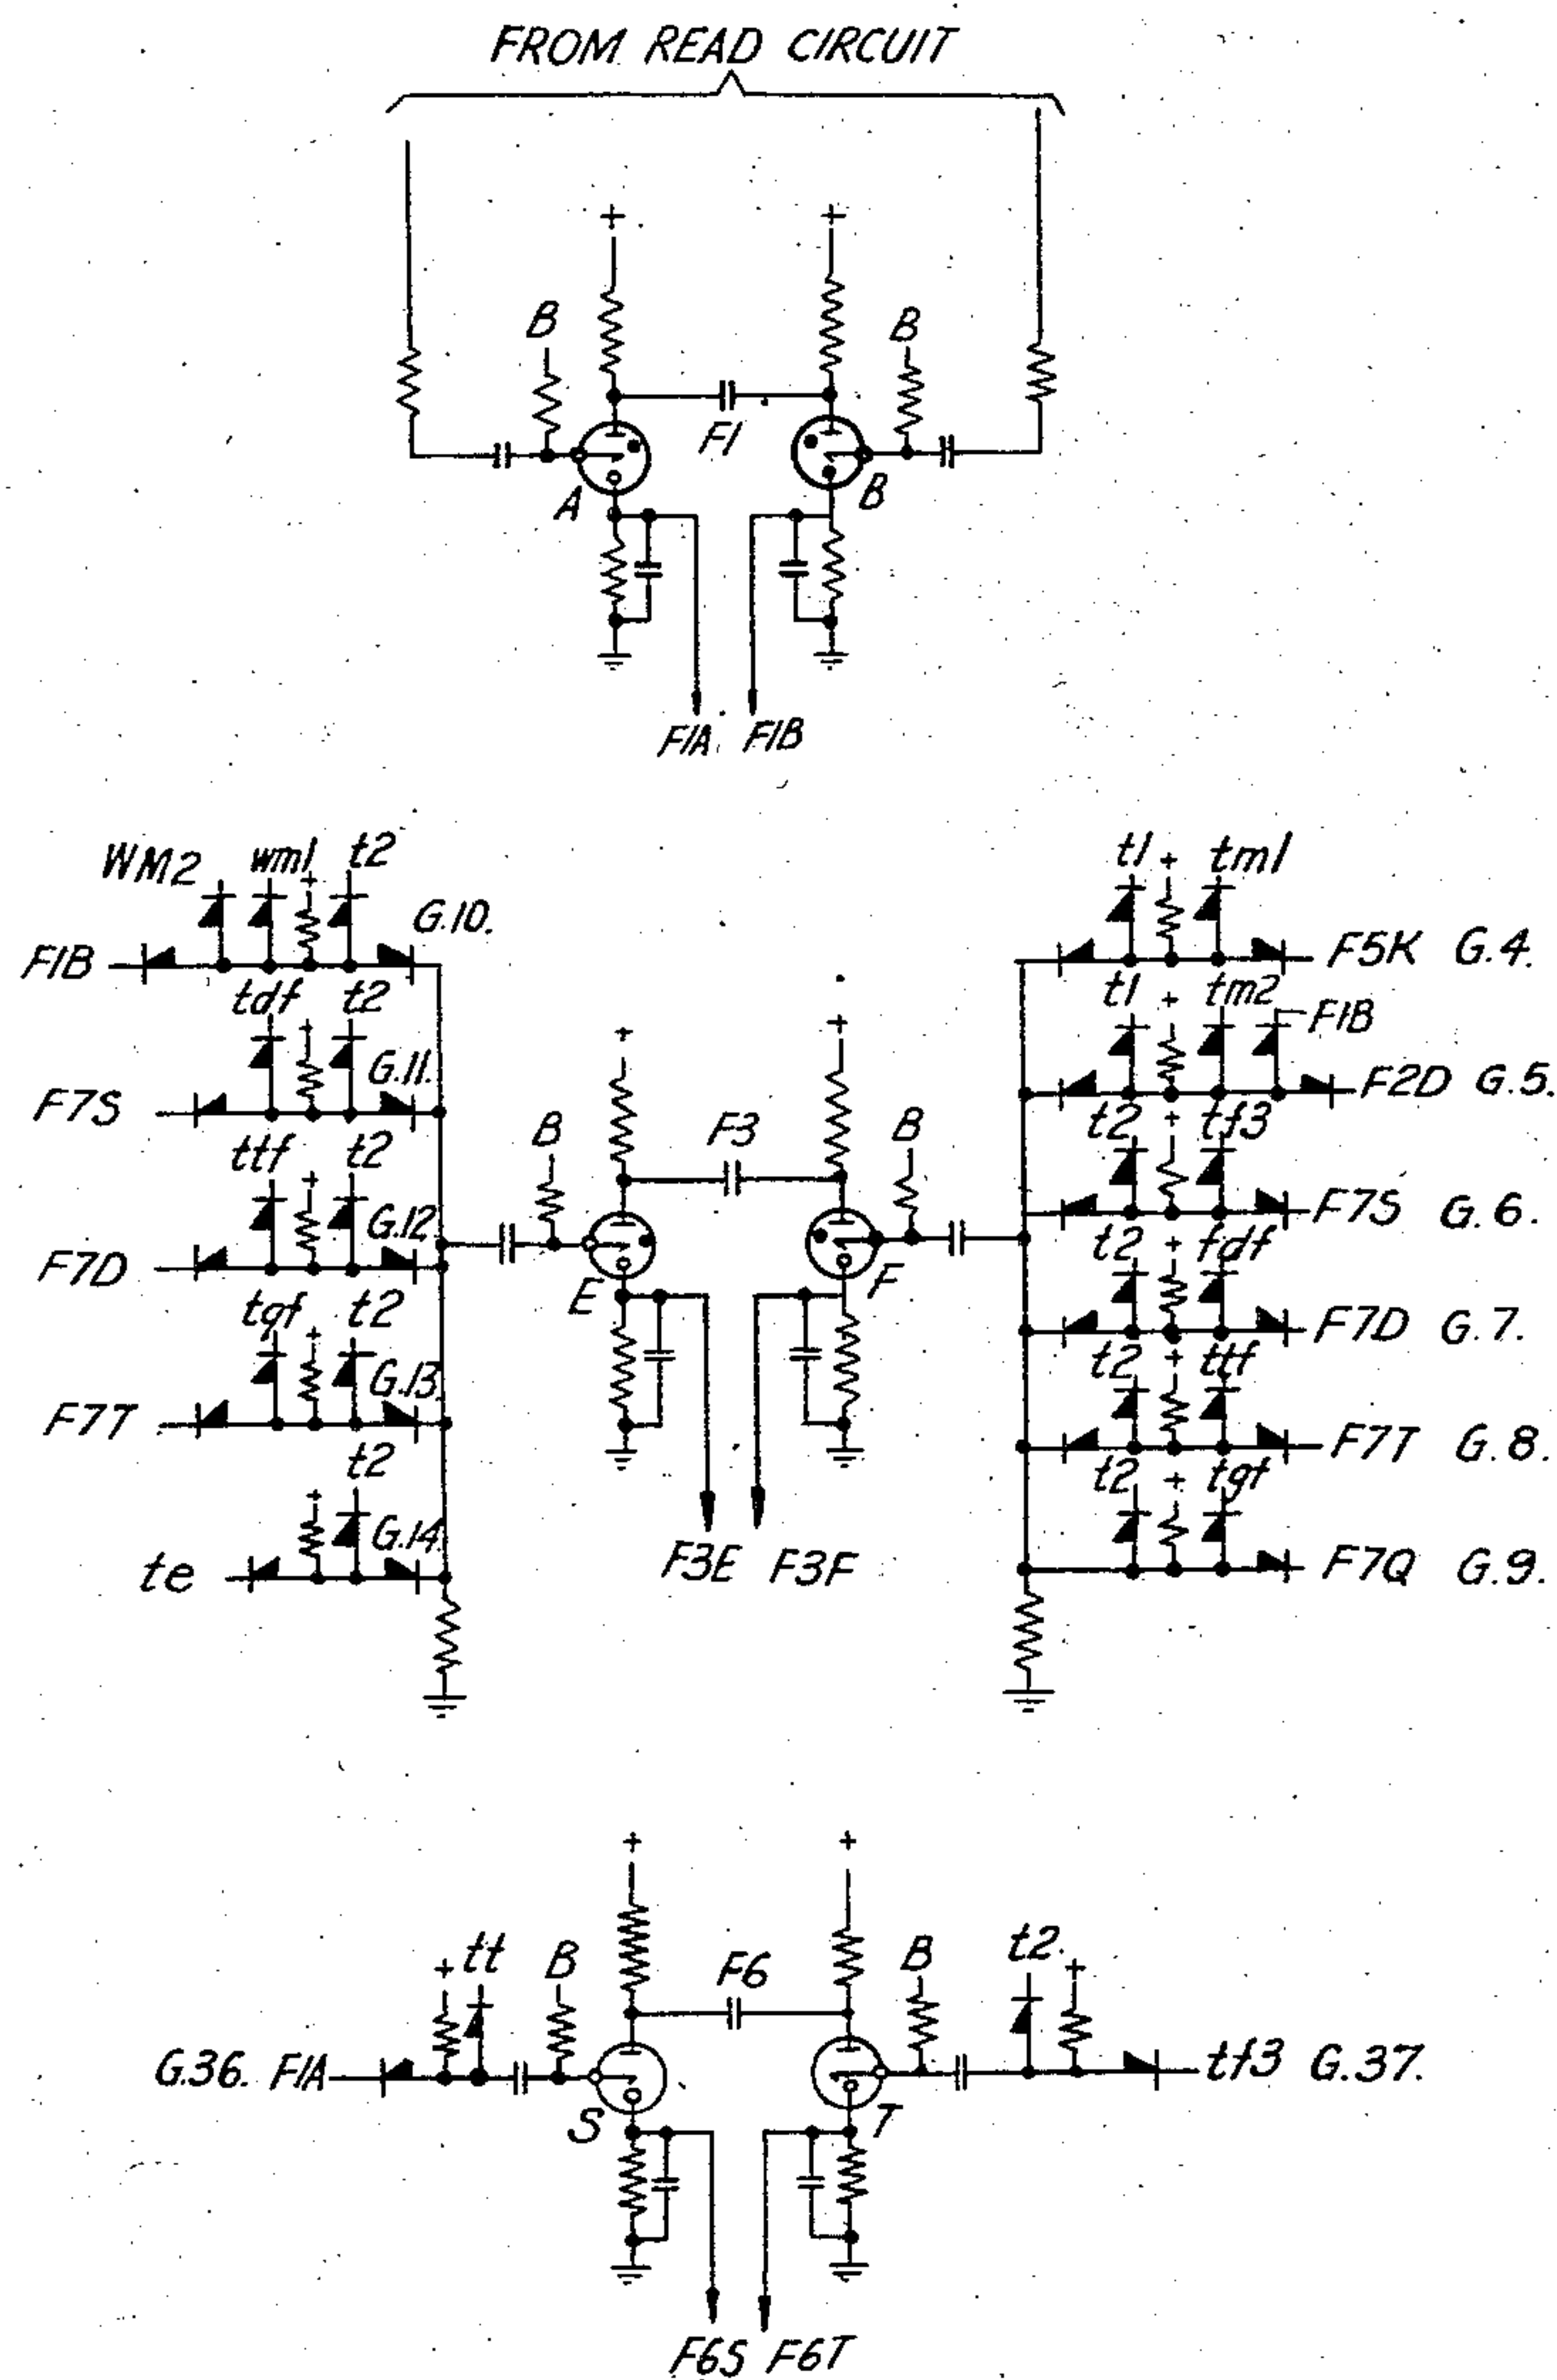 FROM READ CIRCUIT
+ +
B B
F1
A B
F1A F1B
WM2 wm1 + t2 G.10.
F1B
t1 + tm1
F5K G.4.
tdf + t2 G.11.
F7S
t1 + tm2 F1B
F2D G.5.
ttf + t2 G.12
F7D
t2 + tf3
F7S G.6.
+ +
B F3 B
E F
t2 + fdf
F7D G.7.
tgf + t2 G.13.
F7T
t2 + ttf
F7T G.8.
+ t2 G.14.
te
t2 + tgf
F7Q G.9.
F3E F3F
+ +
+ tt B F6 B t2. +
G.36. F1A
tf3 G.37.
S T
F6S F6T